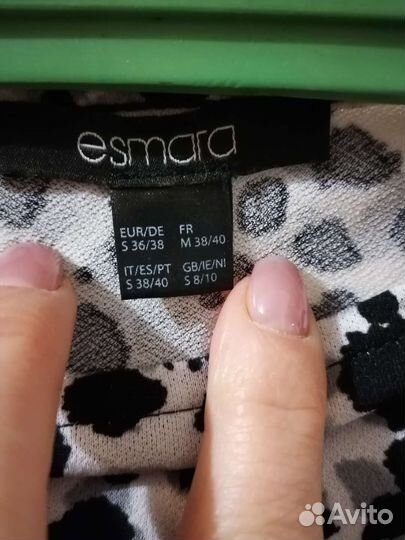 esmara
EUR/DE FR
S 36/38 M 38/40
IT/ES/PT GB/IE/NI
S 38/40 S 8/10
Avito